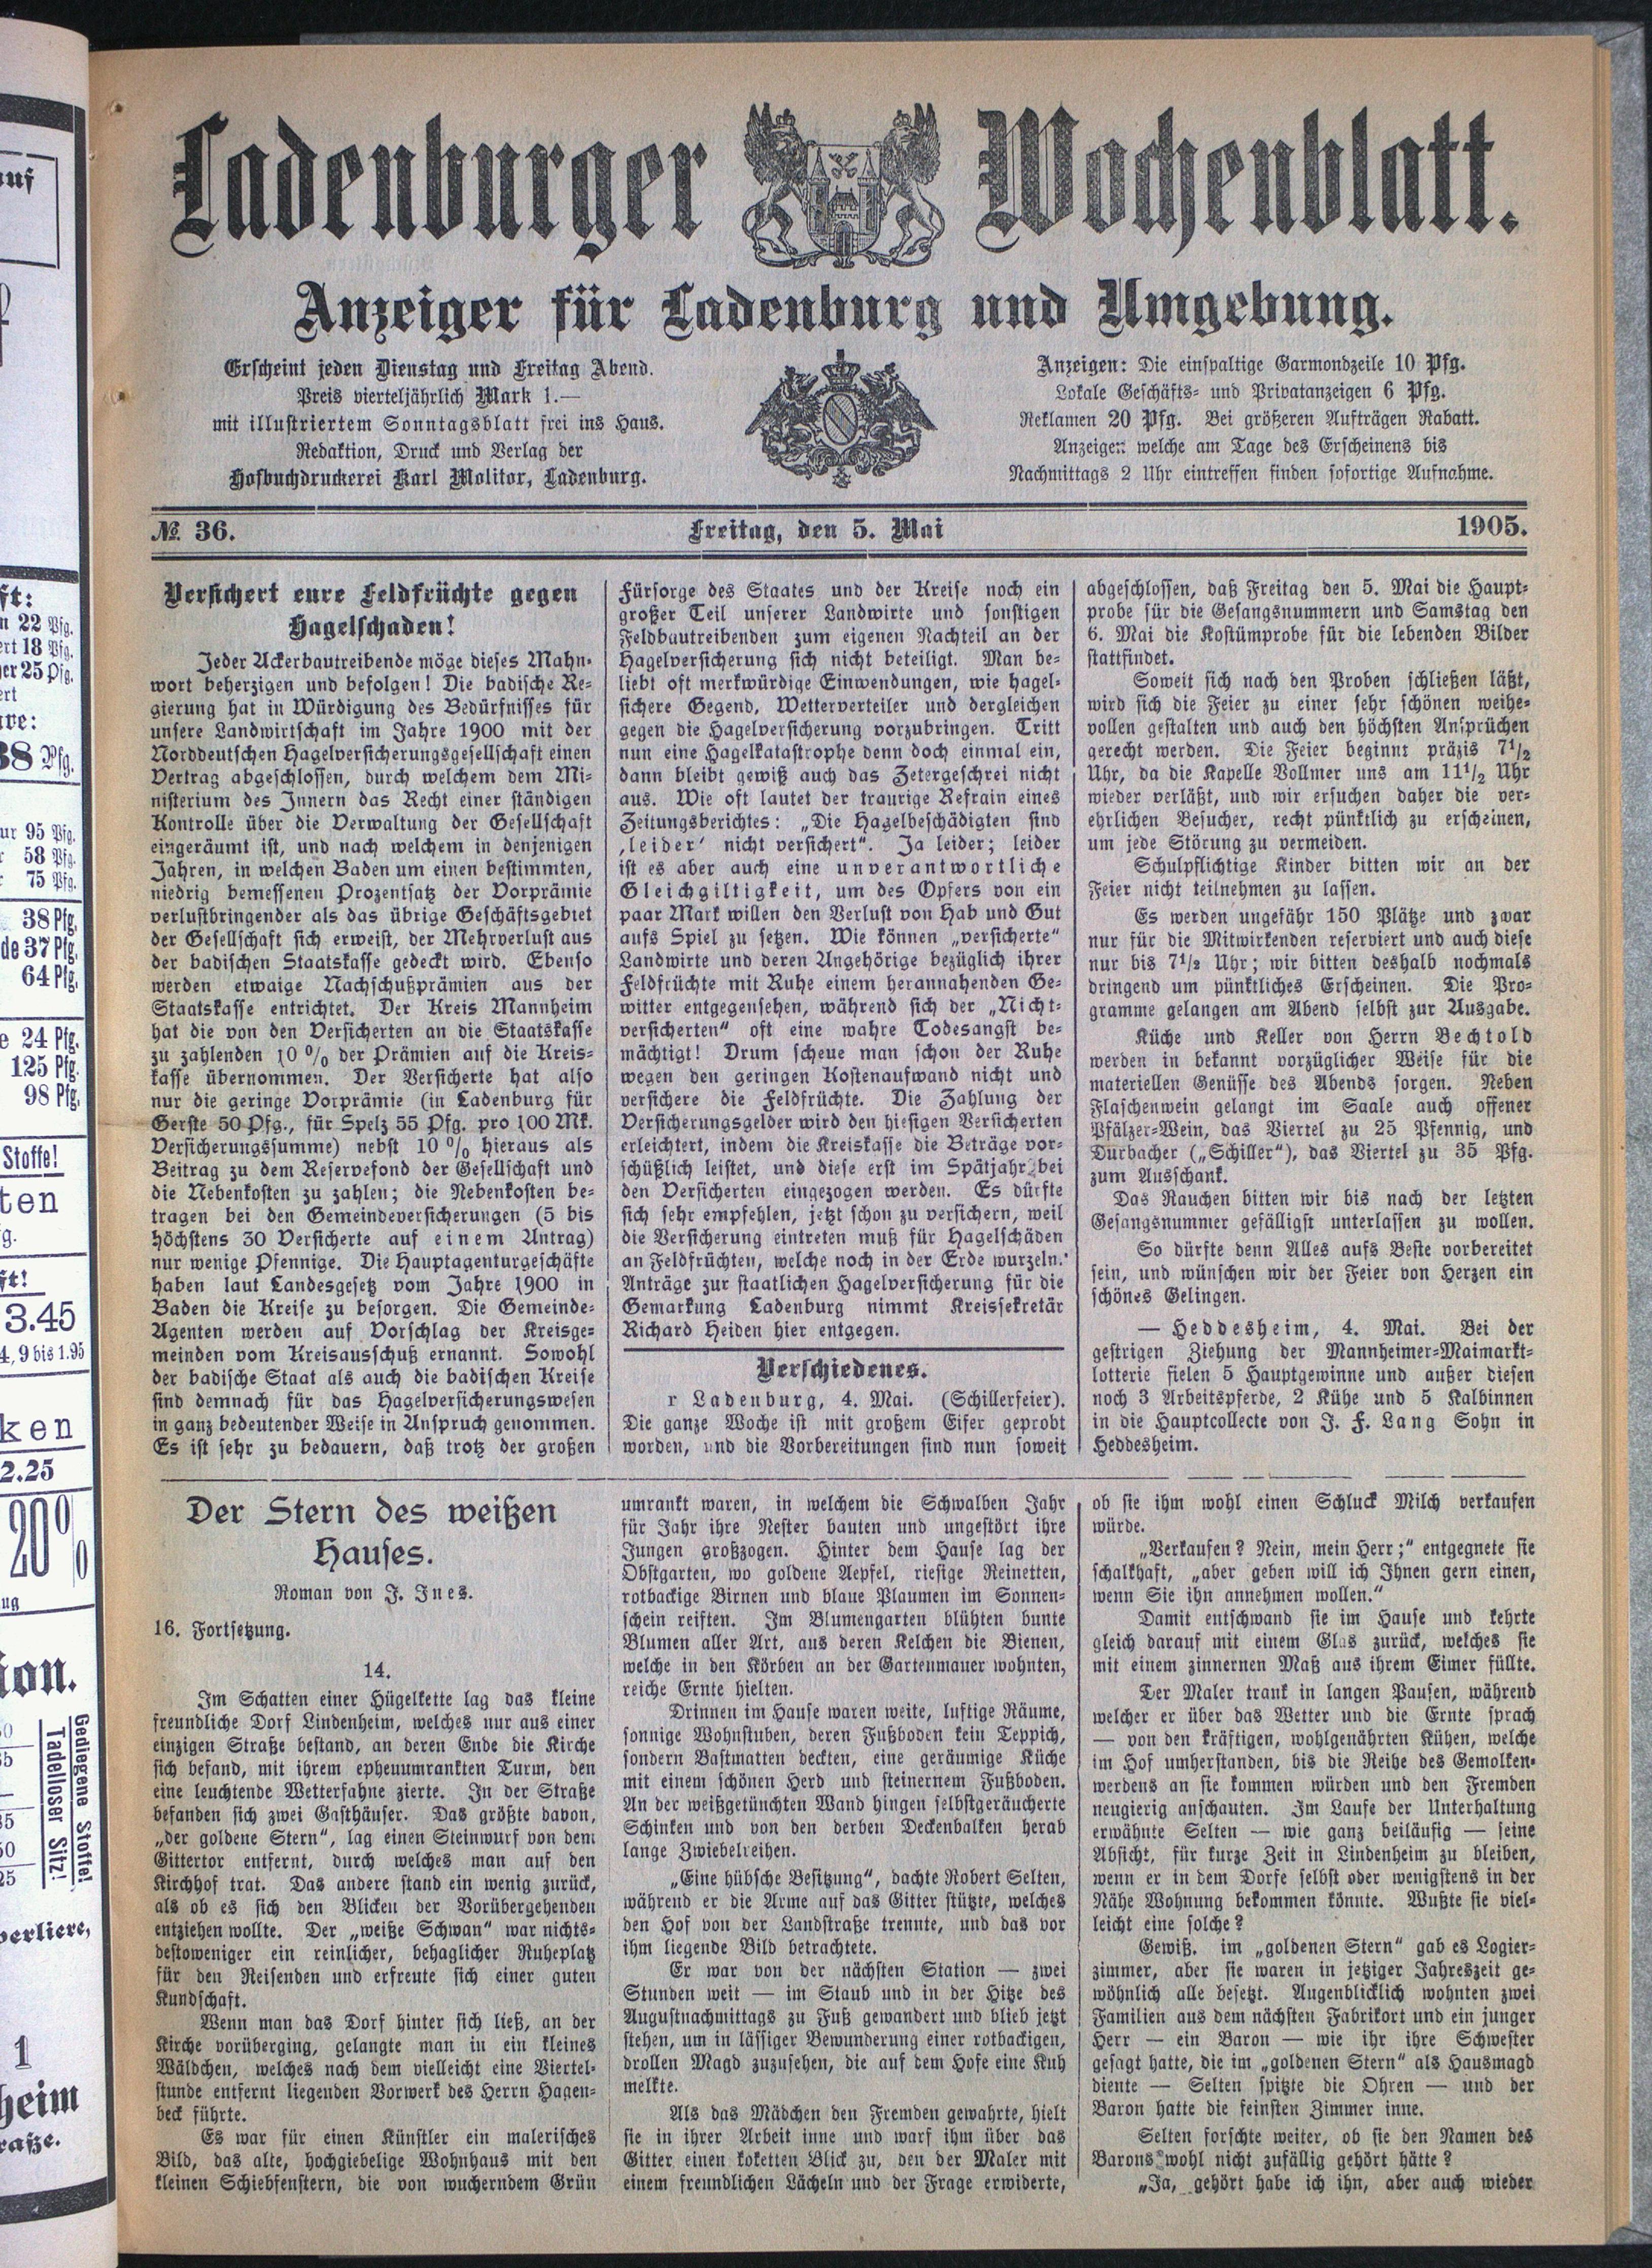 Ladenburger Wochenblatt.
Anzeiger für Ladenburg und Umgebung.
Erscheint jeden Dienstag und Freitag Abend.
Preis vierteljährlich Mark 1.—
mit illustriertem Sonntagsblatt frei ins Haus.
Redaktion, Druck und Verlag der
Hofbuchdruckerei Karl Molitor, Ladenburg.
Anzeigen: Die einspaltige Garmondzeile 10 Pfg.
Lokale Geschäfts- und Privatanzeigen 6 Pfg.
Reklamen 20 Pfg. Bei größeren Aufträgen Rabatt.
Anzeigen welche am Tage des Erscheinens bis
Nachmittags 2 Uhr eintreffen finden sofortige Aufnahme.
№ 36.
Freitag, den 5. Mai
1905.
Versichert eure Feldfrüchte gegen
Hagelschaden!
Jeder Ackerbautreibende möge dieses Mahn-
wort beherzigen und befolgen! Die badische Re-
gierung hat in Würdigung des Bedürfnisses für
unsere Landwirtschaft im Jahre 1900 mit der
Norddeutschen Hagelversicherungsgesellschaft einen
Vertrag abgeschlossen, durch welchem dem Mi-
nisterium des Innern das Recht einer ständigen
Kontrolle über die Verwaltung der Gesellschaft
eingeräumt ist, und nach welchem in denjenigen
Jahren, in welchen Baden um einen bestimmten,
niedrig bemessenen Prozentsatz der Vorprämie
verlustbringender als das übrige Geschäftsgebiet
der Gesellschaft sich erweist, der Mehrverlust aus
der badischen Staatskasse gedeckt wird. Ebenso
werden etwaige Nachschußprämien aus der
Staatskasse entrichtet. Der Kreis Mannheim
hat die von den Versicherten an die Staatskasse
zu zahlenden 10 % der Prämien auf die Kreis-
kasse übernommen. Der Versicherte hat also
nur die geringe Vorprämie (in Ladenburg für
Gerste 50 Pfg., für Spelz 55 Pfg. pro 100 Mk.
Versicherungssumme) nebst 10 % hieraus als
Beitrag zu dem Reservefond der Gesellschaft und
die Nebenkosten zu zahlen; die Nebenkosten be-
tragen bei den Gemeindeversicherungen (5 bis
höchstens 30 Versicherte auf einem Antrag)
nur wenige Pfennige. Die Hauptagenturgeschäfte
haben laut Landesgesetz vom Jahre 1900 in
Baden die Kreise zu besorgen. Die Gemeinde-
Agenten werden auf Vorschlag der Kreisge-
meinden vom Kreisausschuß ernannt. Sowohl
der badische Staat als auch die badischen Kreise
sind demnach für das Hagelversicherungswesen
in ganz bedeutender Weise in Anspruch genommen.
Es ist sehr zu bedauern, daß trotz der großen
Fürsorge des Staates und der Kreise noch ein
großer Teil unserer Landwirte und sonstigen
Feldbautreibenden zum eigenen Nachteil an der
Hagelversicherung sich nicht beteiligt. Man be-
liebt oft merkwürdige Einwendungen, wie hagel-
sichere Gegend, Wetterverteiler und dergleichen
gegen die Hagelversicherung vorzubringen. Tritt
nun eine Hagelkatastrophe denn doch einmal ein,
dann bleibt gewiß auch das Zetergeschrei nicht
aus. Wie oft lautet der traurige Refrain eines
Zeitungsberichtes: „Die Hagelbeschädigten sind
‚leider‘ nicht versichert“. Ja leider; leider
ist es aber auch eine unverantwortliche
Gleichgiltigkeit, um des Opfers von ein
paar Mark willen den Verlust von Hab und Gut
aufs Spiel zu setzen. Wie können „versicherte“
Landwirte und deren Angehörige bezüglich ihrer
Feldfrüchte mit Ruhe einem herannahenden Ge-
witter entgegensehen, während sich der „Nicht-
versicherten“ oft eine wahre Todesangst be-
mächtigt! Drum scheue man schon der Ruhe
wegen den geringen Kostenaufwand nicht und
versichere die Feldfrüchte. Die Zahlung der
Versicherungsgelder wird den hiesigen Versicherten
erleichtert, indem die Kreiskasse die Beträge vor-
schüßlich leistet, und diese erst im Spätjahr bei
den Versicherten eingezogen werden. Es dürfte
sich sehr empfehlen, jetzt schon zu versichern, weil
die Versicherung eintreten muß für Hagelschäden
an Feldfrüchten, welche noch in der Erde wurzeln.
Anträge zur staatlichen Hagelversicherung für die
Gemarkung Ladenburg nimmt Kreissekretär
Richard Heiden hier entgegen.
Verschiedenes.
r Ladenburg, 4. Mai. (Schillerfeier).
Die ganze Woche ist mit großem Eifer geprobt
worden, und die Vorbereitungen sind nun soweit
abgeschlossen, daß Freitag den 5. Mai die Haupt-
probe für die Gesangsnummern und Samstag den
6. Mai die Kostümprobe für die lebenden Bilder
stattfindet.
Soweit sich nach den Proben schließen läßt,
wird sich die Feier zu einer sehr schönen weihe-
vollen gestalten und auch den höchsten Ansprüchen
gerecht werden. Die Feier beginnt präzis 7½
Uhr, da die Kapelle Vollmer uns am 11½ Uhr
wieder verläßt, und wir ersuchen daher die ver-
ehrlichen Besucher, recht pünktlich zu erscheinen,
um jede Störung zu vermeiden.
Schulpflichtige Kinder bitten wir an der
Feier nicht teilnehmen zu lassen.
Es werden ungefähr 150 Plätze und zwar
nur für die Mitwirkenden reserviert und auch diese
nur bis 7½ Uhr; wir bitten deshalb nochmals
dringend um pünktliches Erscheinen. Die Pro-
gramme gelangen am Abend selbst zur Ausgabe.
Küche und Keller von Herrn Bechtold
werden in bekannt vorzüglicher Weise für die
materiellen Genüsse des Abends sorgen. Neben
Flaschenwein gelangt im Saale auch offener
Pfälzer-Wein, das Viertel zu 25 Pfennig, und
Durbacher („Schiller“), das Viertel zu 35 Pfg.
zum Ausschank.
Das Rauchen bitten wir bis nach der letzten
Gesangsnummer gefälligst unterlassen zu wollen.
So dürfte denn Alles aufs Beste vorbereitet
sein, und wünschen wir der Feier von Herzen ein
schönes Gelingen.
— Heddesheim, 4. Mai. Bei der
gestrigen Ziehung der Mannheimer-Maimarkt-
lotterie fielen 5 Hauptgewinne und außer diesen
noch 3 Arbeitspferde, 2 Kühe und 5 Kalbinnen
in die Hauptcollecte von J. F. Lang Sohn in
Heddesheim.
Der Stern des weißen
Hauses.
Roman von J. Ines.
16. Fortsetzung.
14.
Im Schatten einer Hügelkette lag das kleine
freundliche Dorf Lindenheim, welches nur aus einer
einzigen Straße bestand, an deren Ende die Kirche
sich befand, mit ihrem epheuumrankten Turm, den
eine leuchtende Wetterfahne zierte. In der Straße
befanden sich zwei Gasthäuser. Das größte davon,
„der goldene Stern“, lag einen Steinwurf von dem
Gittertor entfernt, durch welches man auf den
Kirchhof trat. Das andere stand ein wenig zurück,
als ob es sich den Blicken der Vorübergehenden
entziehen wollte. Der „weiße Schwan“ war nichts-
destoweniger ein reinlicher, behaglicher Ruheplatz
für den Reisenden und erfreute sich einer guten
Kundschaft.
Wenn man das Dorf hinter sich ließ, an der
Kirche vorüberging, gelangte man in ein kleines
Wäldchen, welches nach dem vielleicht eine Viertel-
stunde entfernt liegenden Vorwerk des Herrn Hagen-
beck führte.
Es war für einen Künstler ein malerisches
Bild, das alte, hochgiebelige Wohnhaus mit den
kleinen Schiebfenstern, die von wucherndem Grün
umrankt waren, in welchem die Schwalben Jahr
für Jahr ihre Nester bauten und ungestört ihre
Jungen großzogen. Hinter dem Hause lag der
Obstgarten, wo goldene Aepfel, riesige Reinetten,
rotbackige Birnen und blaue Plaumen im Sonnen-
schein reiften. Im Blumengarten blühten bunte
Blumen aller Art, aus deren Kelchen die Bienen,
welche in den Körben an der Gartenmauer wohnten,
reiche Ernte hielten.
Drinnen im Hause waren weite, luftige Räume,
sonnige Wohnstuben, deren Fußboden kein Teppich,
sondern Bastmatten deckten, eine geräumige Küche
mit einem schönen Herd und steinernem Fußboden.
An der weißgetünchten Wand hingen selbstgeräucherte
Schinken und von den derben Deckenbalken herab
lange Zwiebelreihen.
„Eine hübsche Besitzung“, dachte Robert Selten,
während er die Arme auf das Gitter stützte, welches
den Hof von der Landstraße trennte, und das vor
ihm liegende Bild betrachtete.
Er war von der nächsten Station — zwei
Stunden weit — im Staub und in der Hitze des
Augustnachmittags zu Fuß gewandert und blieb jetzt
stehen, um in lässiger Bewunderung einer rotbackigen,
drollen Magd zuzusehen, die auf dem Hofe eine Kuh
melkte.
Als das Mädchen den Fremden gewahrte, hielt
sie in ihrer Arbeit inne und warf ihm über das
Gitter einen koketten Blick zu, den der Maler mit
einem freundlichen Lächeln und der Frage erwiderte,
ob sie ihm wohl einen Schluck Milch verkaufen
würde.
„Verkaufen? Nein, mein Herr;“ entgegnete sie
schalkhaft, „aber geben will ich Ihnen gern einen,
wenn Sie ihn annehmen wollen.“
Damit entschwand sie im Hause und kehrte
gleich darauf mit einem Glas zurück, welches sie
mit einem zinnernen Maß aus ihrem Eimer füllte.
Der Maler trank in langen Pausen, während
welcher er über das Wetter und die Ernte sprach
— von den kräftigen, wohlgenährten Kühen, welche
im Hof umherstanden, bis die Reihe des Gemolken-
werdens an sie kommen würden und den Fremden
neugierig anschauten. Im Laufe der Unterhaltung
erwähnte Selten — wie ganz beiläufig — seine
Absicht, für kurze Zeit in Lindenheim zu bleiben,
wenn er in dem Dorfe selbst oder wenigstens in der
Nähe Wohnung bekommen könnte. Wußte sie viel-
leicht eine solche?
Gewiß. im „goldenen Stern“ gab es Logier-
zimmer, aber sie waren in jetziger Jahreszeit ge-
wöhnlich alle besetzt. Augenblicklich wohnten zwei
Familien aus dem nächsten Fabrikort und ein junger
Herr — ein Baron — wie ihr ihre Schwester
gesagt hatte, die im „goldenen Stern“ als Hausmagd
diente — Selten spitzte die Ohren — und der
Baron hatte die feinsten Zimmer inne.
Selten forschte weiter, ob sie den Namen des
Barons wohl nicht zufällig gehört hätte?
„Ja, gehört habe ich ihn, aber auch wieder